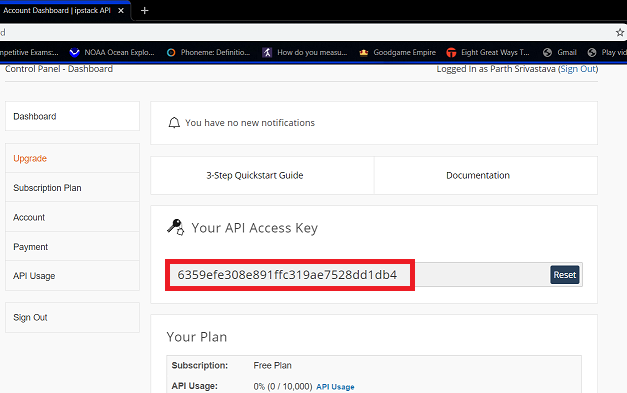 Account Dashboard | ipstack API × +
d
mpetitive Exams:... NOAA Ocean Explo... Phoneme: Definitio... How do you measu... Goodgame Empire Eight Great Ways T... Gmail Play vid
Control Panel - Dashboard Logged In as Parth Srivastava (Sign Out)
Dashboard
You have no new notifications
Upgrade
3-Step Quickstart Guide Documentation
Subscription Plan
Account
Your API Access Key
Payment
API Usage
6359efe308e891ffc319ae7528dd1db4 Reset
Sign Out
Your Plan
Subscription: Free Plan
API Usage: 0% (0 / 10,000) API Usage